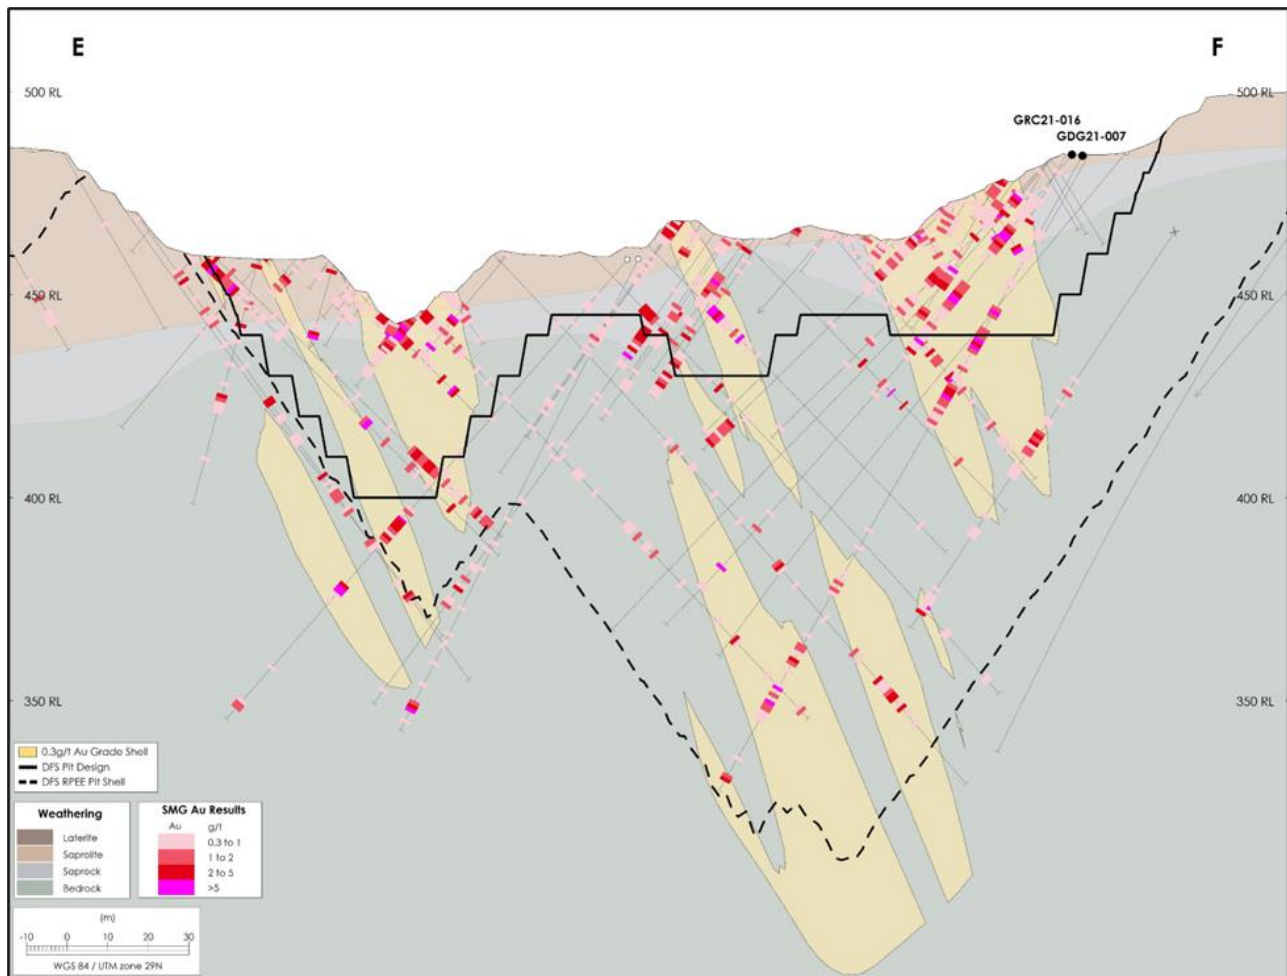 E
F
500 RL
500 RL
GRC21-016
GDG21-007
450 RL
450 RL
400 RL
400 RL
350 RL
350 RL
0.3g/t Au Grade Shell
DFS Pit Design
DFS RPEE Pit Shell
Weathering
Laterite
Saprolite
Saprock
Bedrock
SMG Au Results
Au g/t
0.3 to 1
1 to 2
2 to 5
>5
(m)
-10 0 10 20 30
WGS 84 / UTM zone 29N